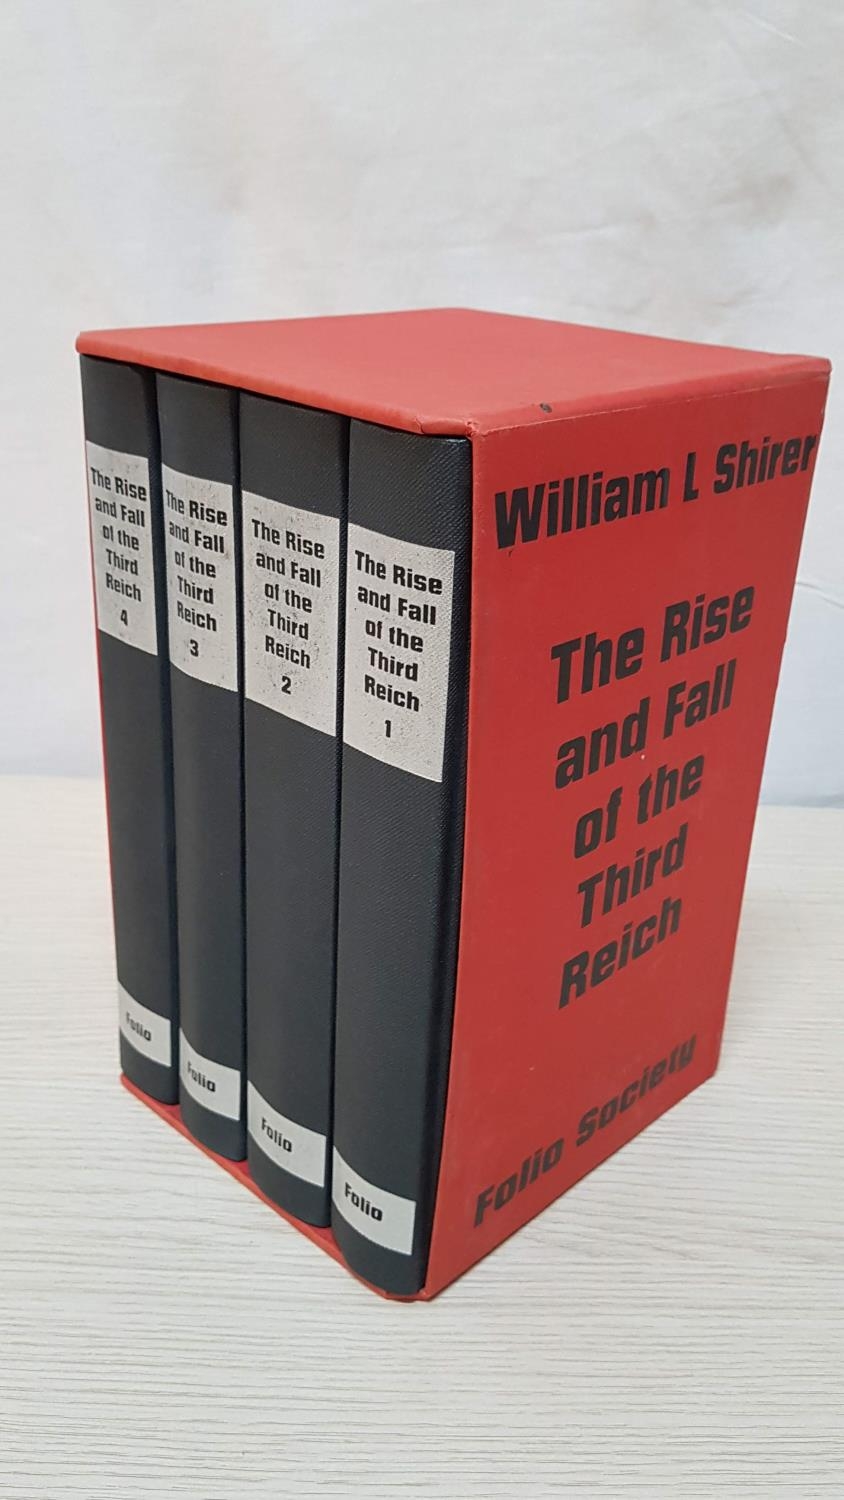 The Rise
and Fall
of the
Third
Reich
4
Folio
The Rise
and Fall
of the
Third
Reich
3
Folio
The Rise
and Fall
of the
Third
Reich
2
Folio
The Rise
and Fall
of the
Third
Reich
1
Folio
William L Shirer
The Rise
and Fall
of the
Third
Reich
Folio Society